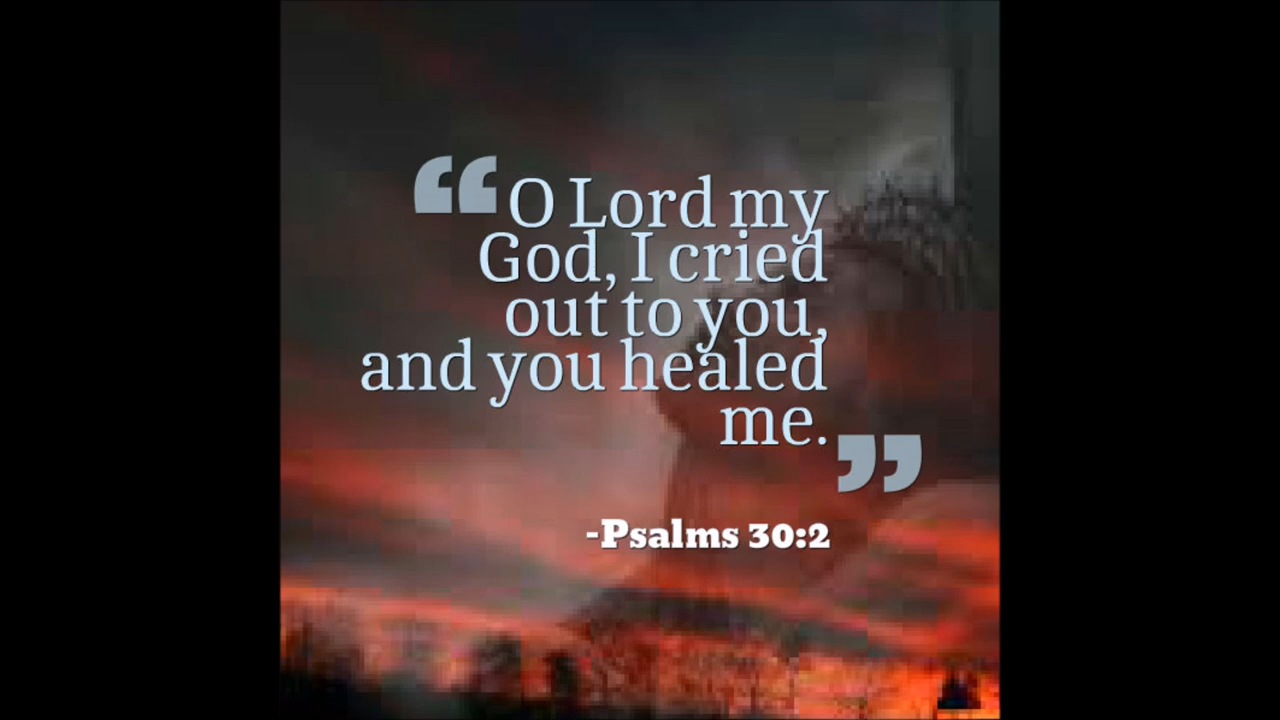 “O Lord my
God, I cried
out to you,
and you healed
me.”
-Psalms 30:2